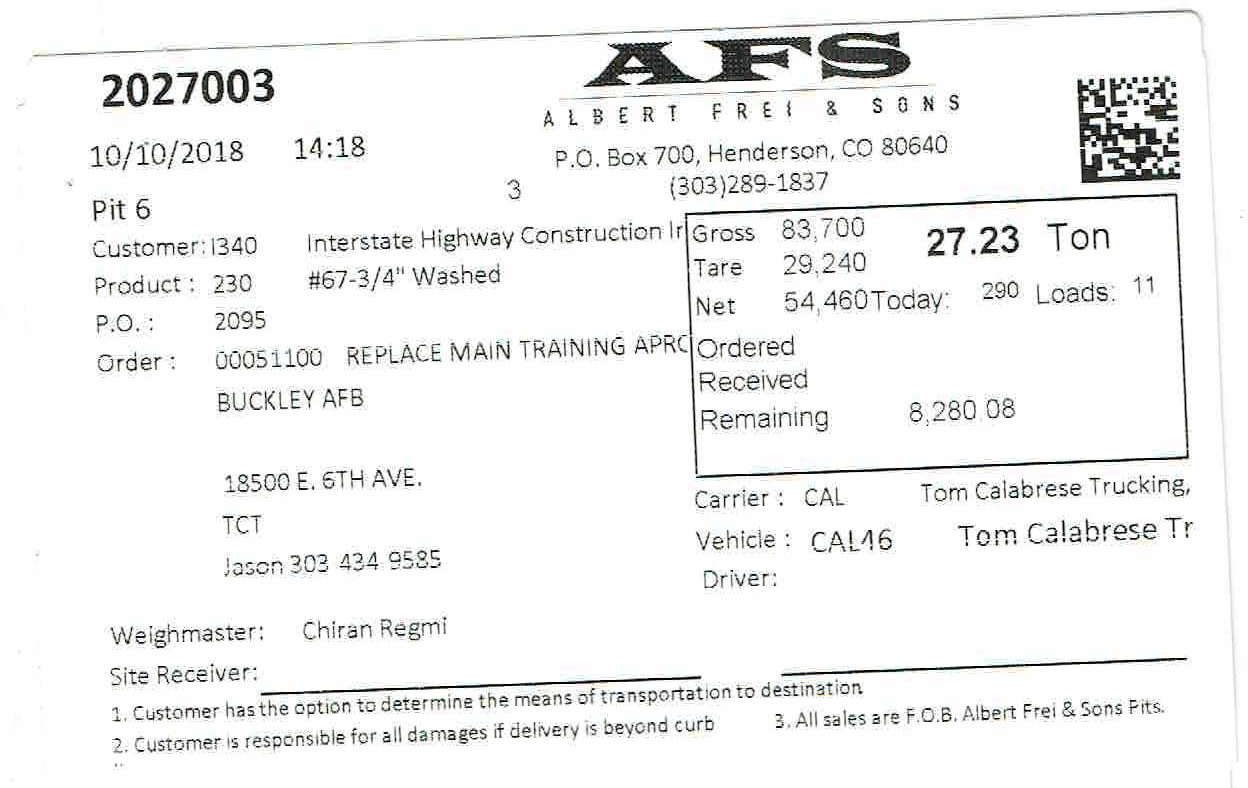 2027003
AFS
ALBERT FREI & SONS
10/10/2018 14:18
P.O. Box 700, Henderson, CO 80640
3 (303)289-1837
Pit 6
Customer: I340 Interstate Highway Construction Ir
Product : 230 #67-3/4" Washed
P.O. : 2095
Order : 00051100 REPLACE MAIN TRAINING APRO
BUCKLEY AFB
18500 E. 6TH AVE.
TCT
Jason 303 434 9585
Gross 83,700 27.23 Ton
Tare 29,240
Net 54,460 Today: 290 Loads: 11
Ordered
Received
Remaining 8,280.08
Carrier : CAL Tom Calabrese Trucking,
Vehicle : CAL46 Tom Calabrese Tr
Driver:
Weighmaster: Chiran Regmi
Site Receiver:
1. Customer has the option to determine the means of transportation to destination
2. Customer is responsible for all damages if delivery is beyond curb
3. All sales are F.O.B. Albert Frei & Sons Pits.